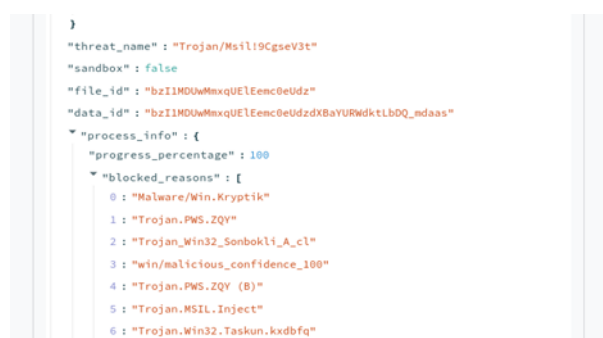 }
"threat_name" : "Trojan/Msil!9CgseV3t"
"sandbox" : false
"file_id" : "bzI1MDUwMmxqUElEemc0eUdz"
"data_id" : "bzI1MDUwMmxqUElEemc0eUdzdXBaYURWdktLbDQ_mdaas"
"process_info" : {
"progress_percentage" : 100
"blocked_reasons" : [
0 : "Malware/Win.Kryptik"
1 : "Trojan.PWS.ZQY"
2 : "Trojan_Win32_Sonbokli_A_cl"
3 : "win/malicious_confidence_100"
4 : "Trojan.PWS.ZQY (B)"
5 : "Trojan.MSIL.Inject"
6 : "Trojan.Win32.Taskun.kxdbfq"